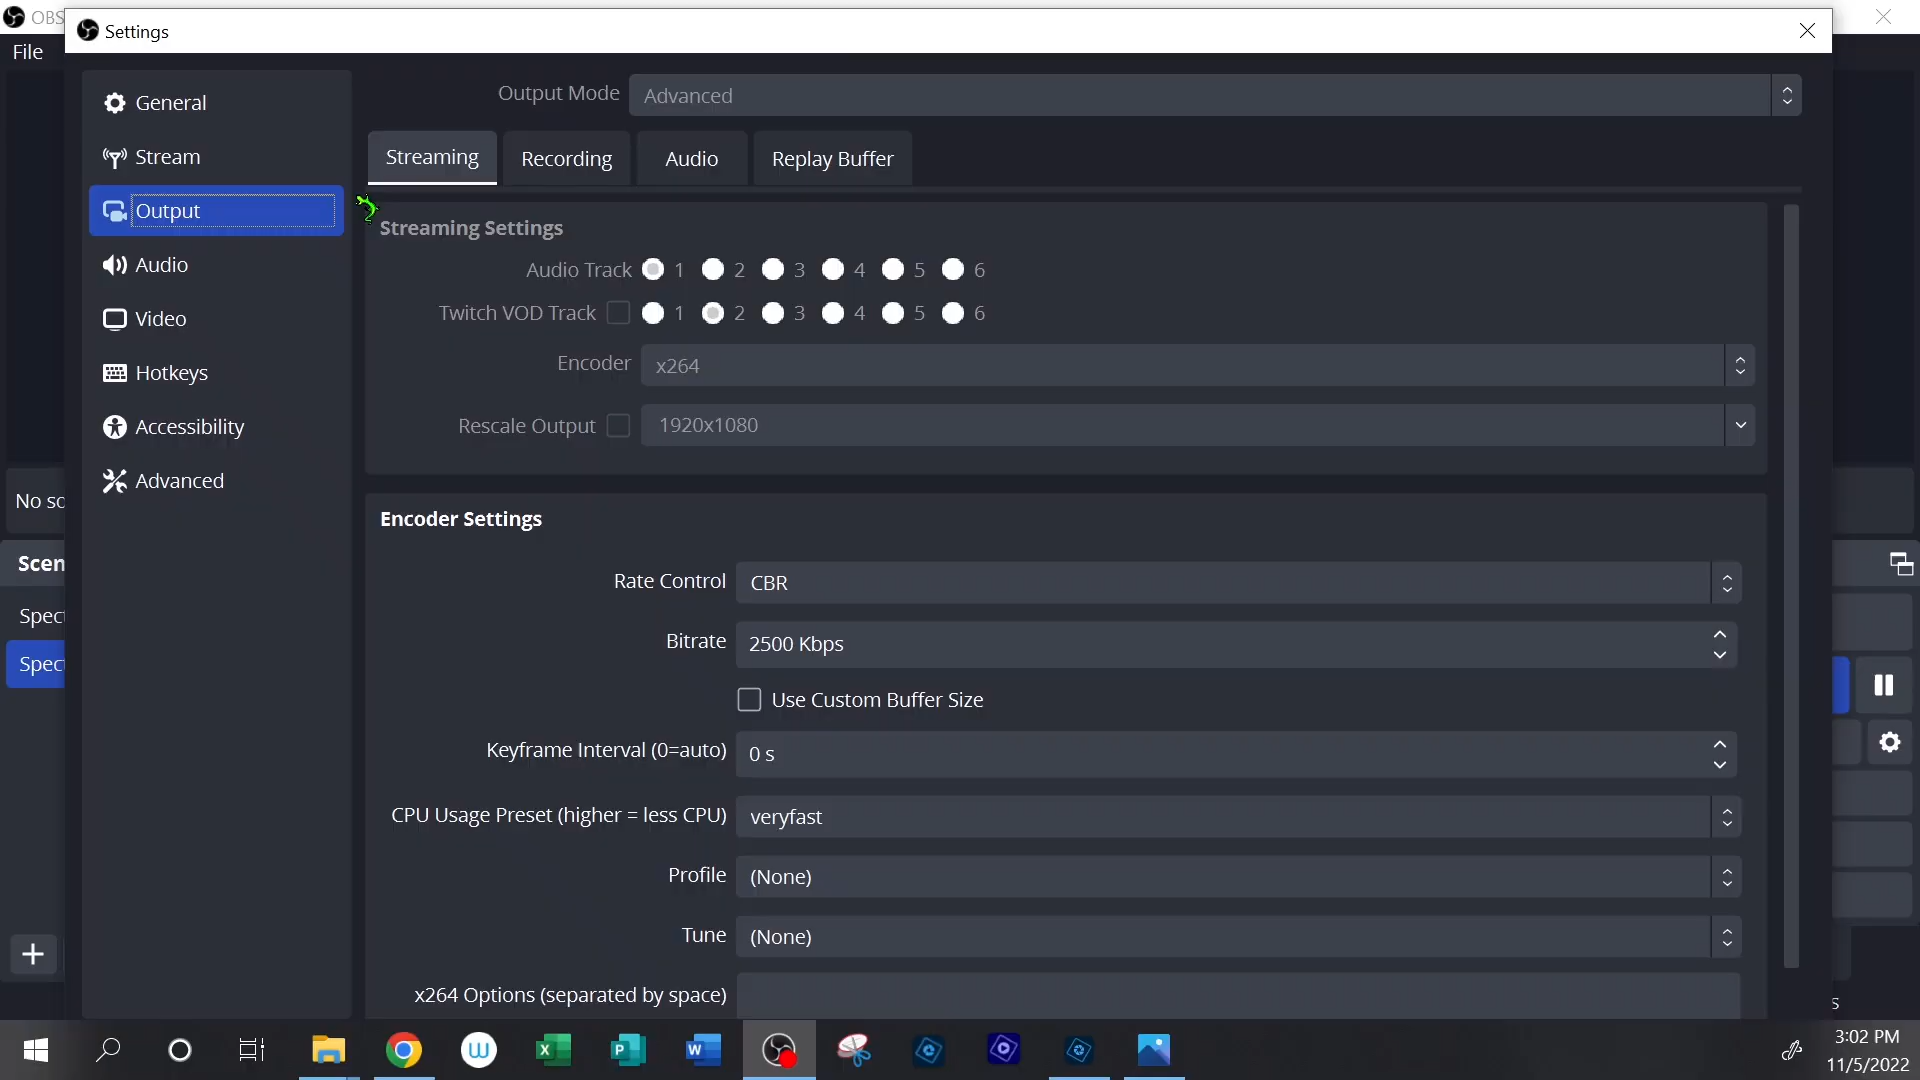 OBS
Settings
File
General
Stream
Output
Audio
Video
Hotkeys
Accessibility
Advanced
Output Mode Advanced
Streaming Recording Audio Replay Buffer
Streaming Settings
Audio Track 1 2 3 4 5 6
Twitch VOD Track 1 2 3 4 5 6
Encoder x264
Rescale Output 1920x1080
Encoder Settings
Rate Control CBR
Bitrate 2500 Kbps
Use Custom Buffer Size
Keyframe Interval (0=auto) 0 s
CPU Usage Preset (higher = less CPU) veryfast
Profile (None)
Tune (None)
x264 Options (separated by space)
No so
Scen
Spect
Spect
s
3:02 PM
11/5/2022